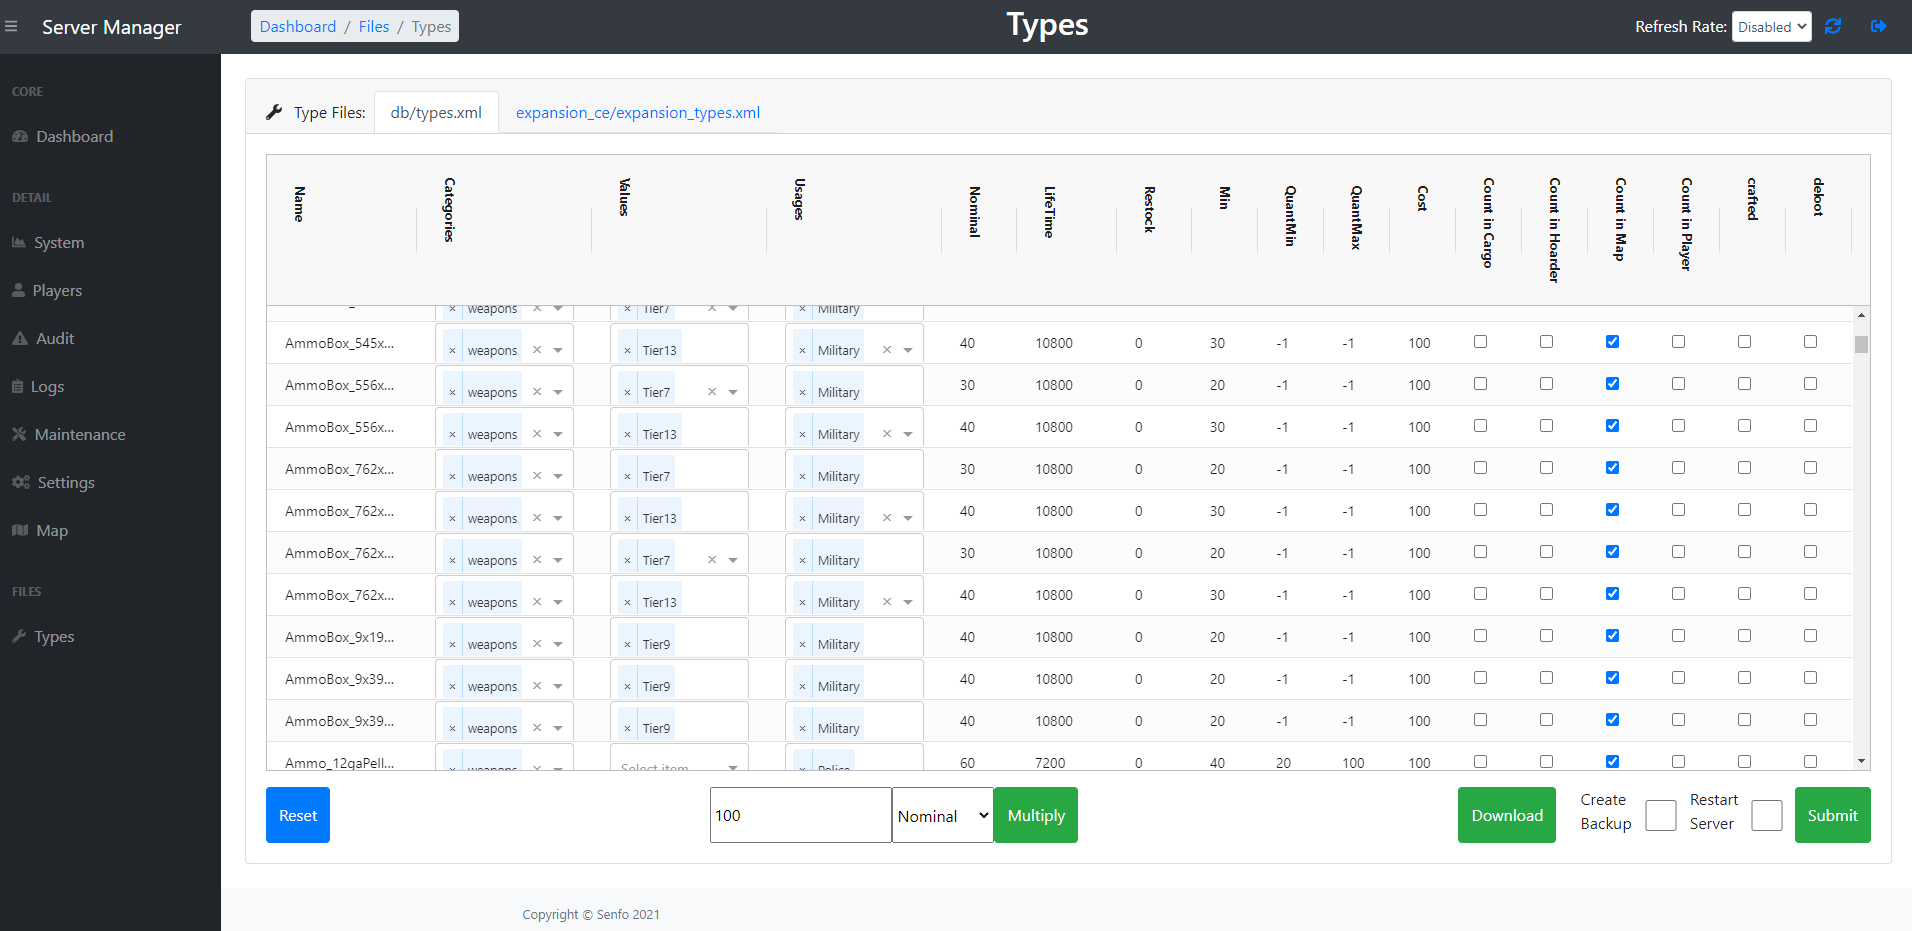 Server Manager
Dashboard / Files / Types
Types
Refresh Rate: Disabled
CORE
Dashboard
DETAIL
System
Players
Audit
Logs
Maintenance
Settings
Map
FILES
Types
Type Files: db/types.xml expansion_ce/expansion_types.xml
Name Categories Values Usages Nominal LifeTime Restock Min QuantMin QuantMax Cost Count in Cargo Count in Hoarder Count in Map Count in Player crafted deloot
× weapons × × Tier7 × × Military
AmmoBox_545x... × weapons × × Tier13 × Military × 40 10800 0 30 -1 -1 100
AmmoBox_556x... × weapons × × Tier7 × × Military 30 10800 0 20 -1 -1 100
AmmoBox_556x... × weapons × × Tier13 × Military × 40 10800 0 30 -1 -1 100
AmmoBox_762x... × weapons × × Tier7 × Military 30 10800 0 20 -1 -1 100
AmmoBox_762x... × weapons × × Tier13 × Military × 40 10800 0 30 -1 -1 100
AmmoBox_762x... × weapons × × Tier7 × × Military 30 10800 0 20 -1 -1 100
AmmoBox_762x... × weapons × × Tier13 × Military × 40 10800 0 30 -1 -1 100
AmmoBox_9x19... × weapons × × Tier9 × Military 40 10800 0 20 -1 -1 100
AmmoBox_9x39... × weapons × × Tier9 × Military 40 10800 0 20 -1 -1 100
AmmoBox_9x39... × weapons × × Tier9 × Military 40 10800 0 20 -1 -1 100
Ammo_12gaPell... × weapons × Select item × Police 60 7200 0 40 20 100 100
Reset 100 Nominal Multiply Download Create Backup Restart Server Submit
Copyright © Senfo 2021